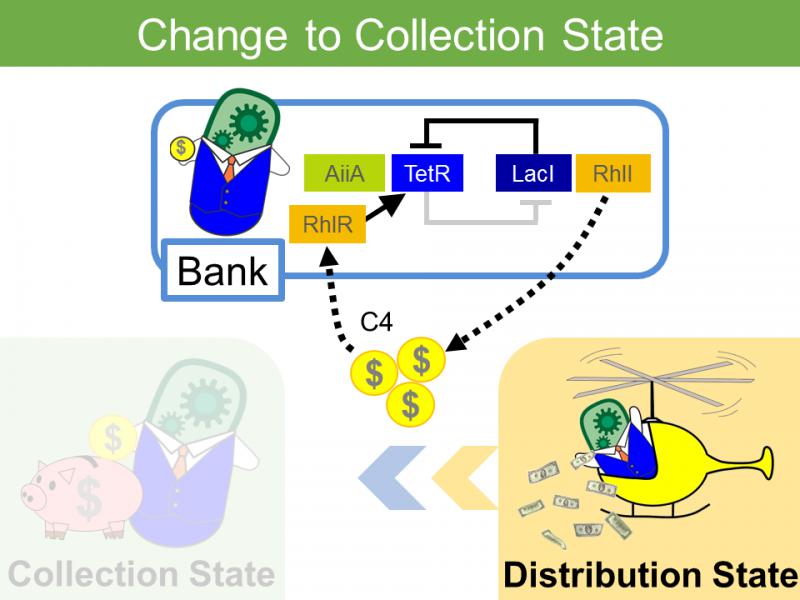 Change to Collection State
$
AiiA
TetR
LacI
RhlI
RhlR
Bank
C4
$
$
$
$
$
Collection State
Distribution State